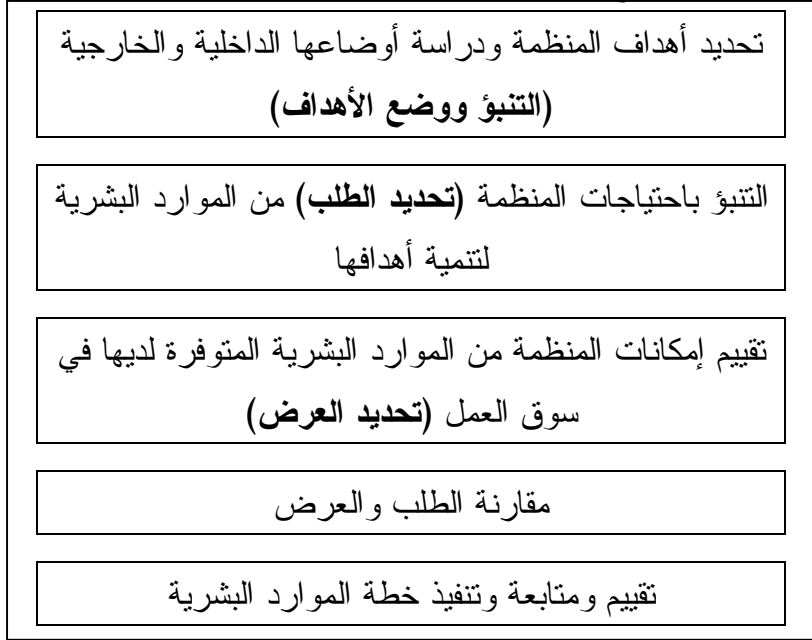 تحديد أهداف المنظمة ودراسة أوضاعها الداخلية والخارجية
(التنبؤ ووضع الأهداف)
التنبؤ باحتياجات المنظمة (تحديد الطلب) من الموارد البشرية
لتنمية أهدافها
تقييم إمكانات المنظمة من الموارد البشرية المتوفرة لديها في
سوق العمل (تحديد العرض)
مقارنة الطلب والعرض
تقييم ومتابعة وتنفيذ خطة الموارد البشرية